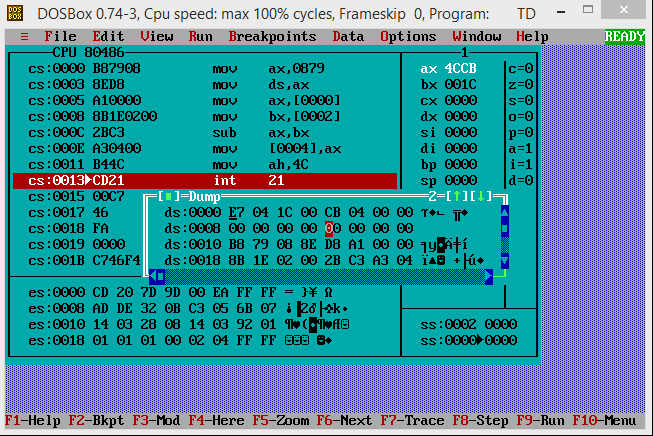 DOSBox 0.74-3, Cpu speed: max 100% cycles, Frameskip 0, Program: TD
≡ File Edit View Run Breakpoints Data Options Window Help READY
CPU 80486 1
cs:0000 B87908 mov ax,0879 ax 4CCB c=0
cs:0003 8ED8 mov ds,ax bx 001C z=0
cs:0005 A10000 mov ax,[0000] cx 0000 s=0
cs:0008 8B1E0200 mov bx,[0002] dx 0000 o=0
cs:000C 2BC3 sub ax,bx si 0000 p=0
cs:000E A30400 mov [0004],ax di 0000 a=1
cs:0011 B44C mov ah,4C bp 0000 i=1
cs:0013►CD21 int 21 sp 0000 d=0
cs:0015 00C7
cs:0017 46
cs:0018 FA
cs:0019 0000
cs:001B C746F4
Dump 2
ds:0000 E7 04 1C 00 CB 04 00 00
ds:0008 00 00 00 00 00 00 00 00
ds:0010 B8 79 08 8E D8 A1 00 00
ds:0018 8B 1E 02 00 2B C3 A3 04
es:0000 CD 20 7D 9D 00 EA FF FF = }¥ Ω
es:0008 AD DE 32 0B C3 05 6B 07
es:0010 14 03 28 08 14 03 92 01
es:0018 01 01 01 00 02 04 FF FF
ss:0002 0000
ss:0000►0000
F1-Help F2-Bkpt F3-Mod F4-Here F5-Zoom F6-Next F7-Trace F8-Step F9-Run F10-Menu